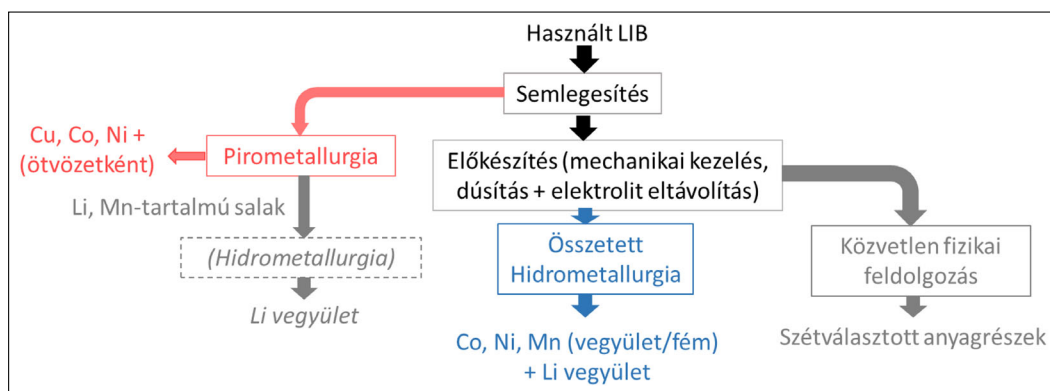 Használt LIB
Semlegesítés
Cu, Co, Ni +
(ötvözetként)
Pirometallurgia
Előkészítés (mechanikai kezelés,
dúsítás + elektrolit eltávolítás)
Li, Mn-tartalmú salak
(Hidrometallurgia)
Li vegyület
Összetett
Hidrometallurgia
Co, Ni, Mn (vegyület/fém)
+ Li vegyület
Közvetlen fizikai
feldolgozás
Szétválasztott anyagrészek